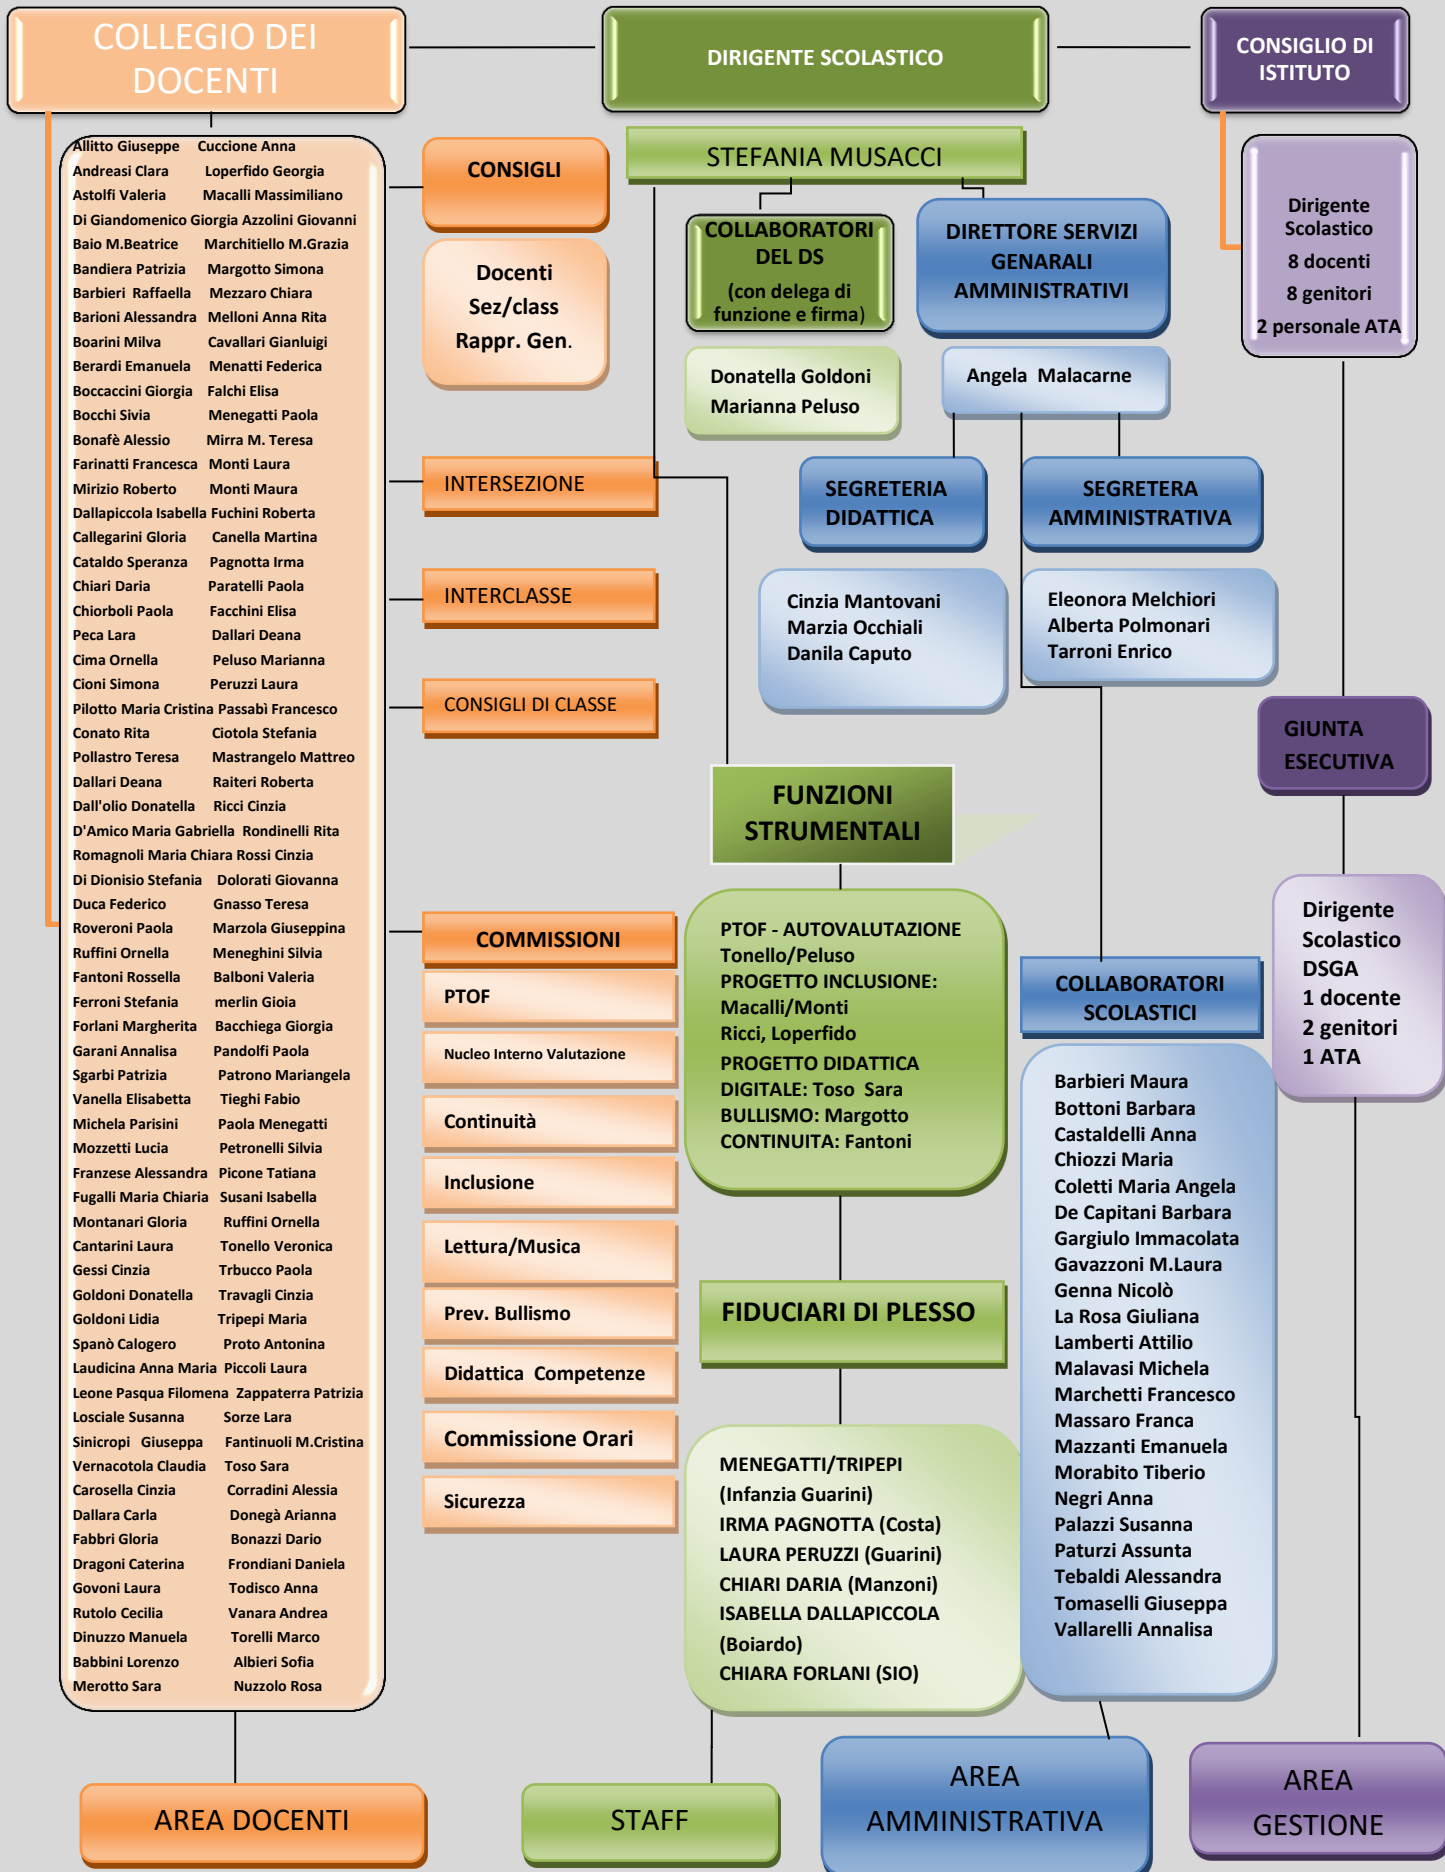 COLLEGIO DEI
DOCENTI
DIRIGENTE SCOLASTICO
CONSIGLIO DI
ISTITUTO
Allitto Giuseppe Cuccione Anna
Andreasi Clara Loperfido Georgia
Astolfi Valeria Macalli Massimiliano
Di Giandomenico Giorgia Azzolini Giovanni
Baio M.Beatrice Marchitiello M.Grazia
Bandiera Patrizia Margotto Simona
Barbieri Raffaella Mezzaro Chiara
Barioni Alessandra Melloni Anna Rita
Boarini Milva Cavallari Gianluigi
Berardi Emanuela Menatti Federica
Boccaccini Giorgia Falchi Elisa
Bocchi Sivia Menegatti Paola
Bonafè Alessio Mirra M. Teresa
Farinatti Francesca Monti Laura
Mirizio Roberto Monti Maura
Dallapiccola Isabella Fuchini Roberta
Callegarini Gloria Canella Martina
Cataldo Speranza Pagnotta Irma
Chiari Daria Paratelli Paola
Chiorboli Paola Facchini Elisa
Peca Lara Dallari Deana
Cima Ornella Peluso Marianna
Cioni Simona Peruzzi Laura
Pilotto Maria Cristina Passabì Francesco
Conato Rita Ciotola Stefania
Pollastro Teresa Mastrangelo Mattreo
Dallari Deana Raiteri Roberta
Dall'olio Donatella Ricci Cinzia
D'Amico Maria Gabriella Rondinelli Rita
Romagnoli Maria Chiara Rossi Cinzia
Di Dionisio Stefania Dolorati Giovanna
Duca Federico Gnasso Teresa
Roveroni Paola Marzola Giuseppina
Ruffini Ornella Meneghini Silvia
Fantoni Rossella Balboni Valeria
Ferroni Stefania merlin Gioia
Forlani Margherita Bacchiega Giorgia
Garani Annalisa Pandolfi Paola
Sgarbi Patrizia Patrono Mariangela
Vanella Elisabetta Tieghi Fabio
Michela Parisini Paola Menegatti
Mozzetti Lucia Petronelli Silvia
Franzese Alessandra Picone Tatiana
Fugalli Maria Chiaria Susani Isabella
Montanari Gloria Ruffini Ornella
Cantarini Laura Tonello Veronica
Gessi Cinzia Trbucco Paola
Goldoni Donatella Travagli Cinzia
Goldoni Lidia Tripepi Maria
Spanò Calogero Proto Antonina
Laudicina Anna Maria Piccoli Laura
Leone Pasqua Filomena Zappaterra Patrizia
Losciale Susanna Sorze Lara
Sinicropi Giuseppa Fantinuoli M.Cristina
Vernacotola Claudia Toso Sara
Carosella Cinzia Corradini Alessia
Dallara Carla Donegà Arianna
Fabbri Gloria Bonazzi Dario
Dragoni Caterina Frondiani Daniela
Govoni Laura Todisco Anna
Rutolo Cecilia Vanara Andrea
Dinuzzo Manuela Torelli Marco
Babbini Lorenzo Albieri Sofia
Merotto Sara Nuzzolo Rosa
CONSIGLI
Docenti
Sez/class
Rappr. Gen.
INTERSEZIONE
INTERCLASSE
CONSIGLI DI CLASSE
COMMISSIONI
PTOF
Nucleo Interno Valutazione
Continuità
Inclusione
Lettura/Musica
Prev. Bullismo
Didattica Competenze
Commissione Orari
Sicurezza
STEFANIA MUSACCI
COLLABORATORI
DEL DS
(con delega di
funzione e firma)
Donatella Goldoni
Marianna Peluso
DIRETTORE SERVIZI
GENARALI
AMMINISTRATIVI
Angela Malacarne
SEGRETERIA
DIDATTICA
SEGRETERA
AMMINISTRATIVA
Cinzia Mantovani
Marzia Occhiali
Danila Caputo
Eleonora Melchiori
Alberta Polmonari
Tarroni Enrico
FUNZIONI
STRUMENTALI
PTOF - AUTOVALUTAZIONE
Tonello/Peluso
PROGETTO INCLUSIONE:
Macalli/Monti
Ricci, Loperfido
PROGETTO DIDATTICA
DIGITALE: Toso Sara
BULLISMO: Margotto
CONTINUITA: Fantoni
FIDUCIARI DI PLESSO
MENEGATTI/TRIPEPI
(Infanzia Guarini)
IRMA PAGNOTTA (Costa)
LAURA PERUZZI (Guarini)
CHIARI DARIA (Manzoni)
ISABELLA DALLAPICCOLA
(Boiardo)
CHIARA FORLANI (SIO)
COLLABORATORI
SCOLASTICI
Barbieri Maura
Bottoni Barbara
Castaldelli Anna
Chiozzi Maria
Coletti Maria Angela
De Capitani Barbara
Gargiulo Immacolata
Gavazzoni M.Laura
Genna Nicolò
La Rosa Giuliana
Lamberti Attilio
Malavasi Michela
Marchetti Francesco
Massaro Franca
Mazzanti Emanuela
Morabito Tiberio
Negri Anna
Palazzi Susanna
Paturzi Assunta
Tebaldi Alessandra
Tomaselli Giuseppa
Vallarelli Annalisa
Dirigente
Scolastico
8 docenti
8 genitori
2 personale ATA
GIUNTA
ESECUTIVA
Dirigente
Scolastico
DSGA
1 docente
2 genitori
1 ATA
AREA DOCENTI
STAFF
AREA
AMMINISTRATIVA
AREA
GESTIONE